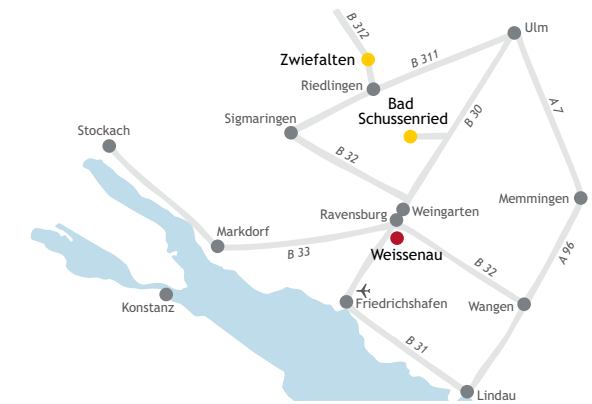 B 312
Ulm
Zwiefalten
B 311
Riedlingen
Bad
Schussenried
A 7
B 30
Sigmaringen
Stockach
B 32
Memmingen
Ravensburg
Weingarten
Markdorf
B 33
Weissenau
A 96
B 32
Konstanz
Friedrichshafen
Wangen
B 31
Lindau